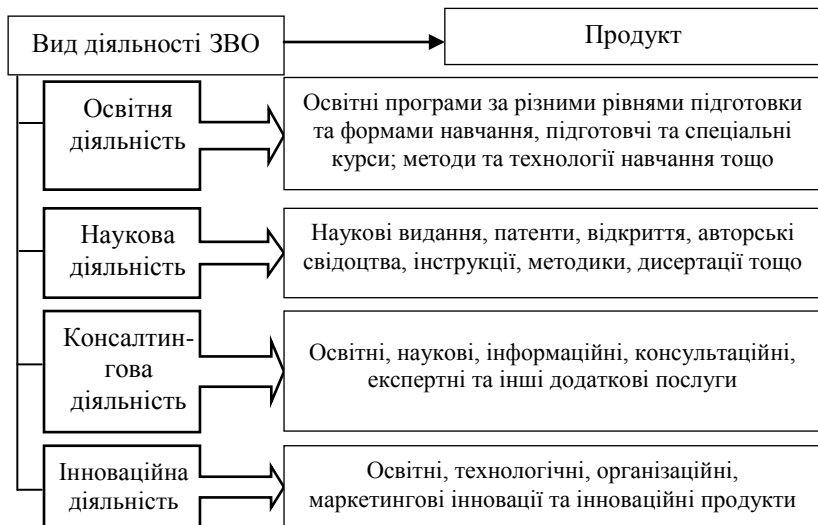 Вид діяльності ЗВО
Продукт
Освітня
діяльність
Освітні програми за різними рівнями підготовки
та формами навчання, підготовчі та спеціальні
курси; методи та технології навчання тощо
Наукова
діяльність
Наукові видання, патенти, відкриття, авторські
свідоцтва, інструкції, методики, дисертації тощо
Консалтин-
гова
діяльність
Освітні, наукові, інформаційні, консультаційні,
експертні та інші додаткові послуги
Інноваційна
діяльність
Освітні, технологічні, організаційні,
маркетингові інновації та інноваційні продукти